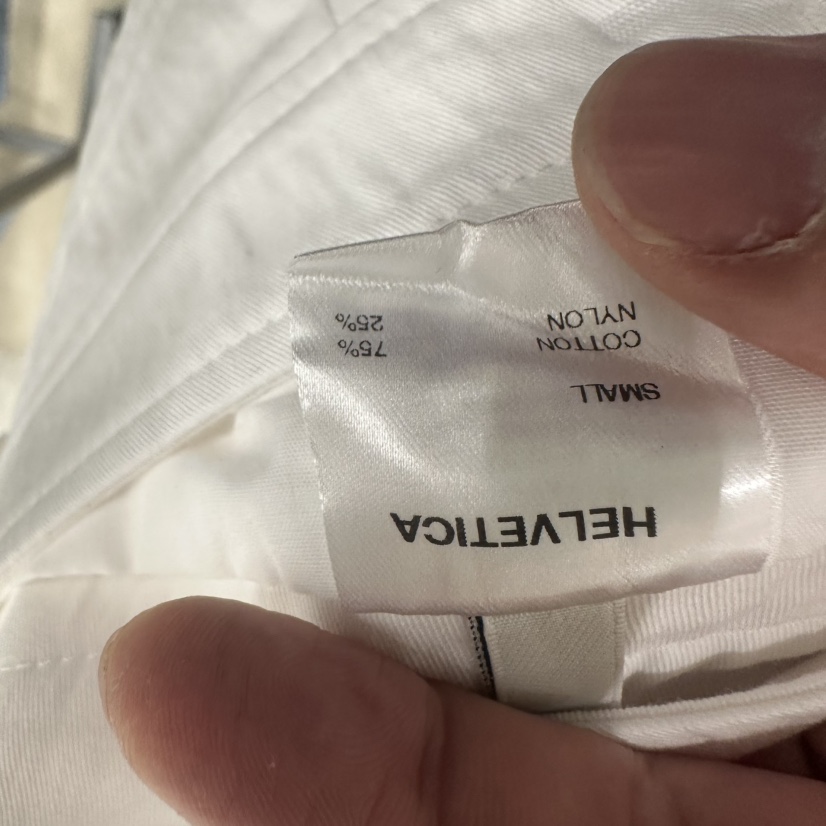 HELVETICA
SMALL
COTTON 75%
NYLON 25%